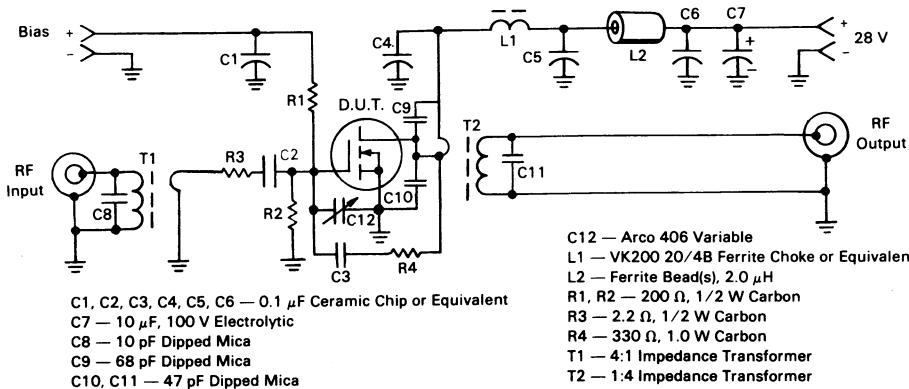 Bias
+
-
C1
R1
D.U.T.
C4
L1
C5
L2
C6
C7
+
-
+
28 V
-
C9
T2
RF
Output
RF
Input
T1
C8
R3
C2
R2
C12
C10
C11
C3
R4
C1, C2, C3, C4, C5, C6 — 0.1 μF Ceramic Chip or Equivalent
C7 — 10 μF, 100 V Electrolytic
C8 — 10 pF Dipped Mica
C9 — 68 pF Dipped Mica
C10, C11 — 47 pF Dipped Mica
C12 — Arco 406 Variable
L1 — VK200 20/4B Ferrite Choke or Equivalen
L2 — Ferrite Bead(s), 2.0 μH
R1, R2 — 200 Ω, 1/2 W Carbon
R3 — 2.2 Ω, 1/2 W Carbon
R4 — 330 Ω, 1.0 W Carbon
T1 — 4:1 Impedance Transformer
T2 — 1:4 Impedance Transformer